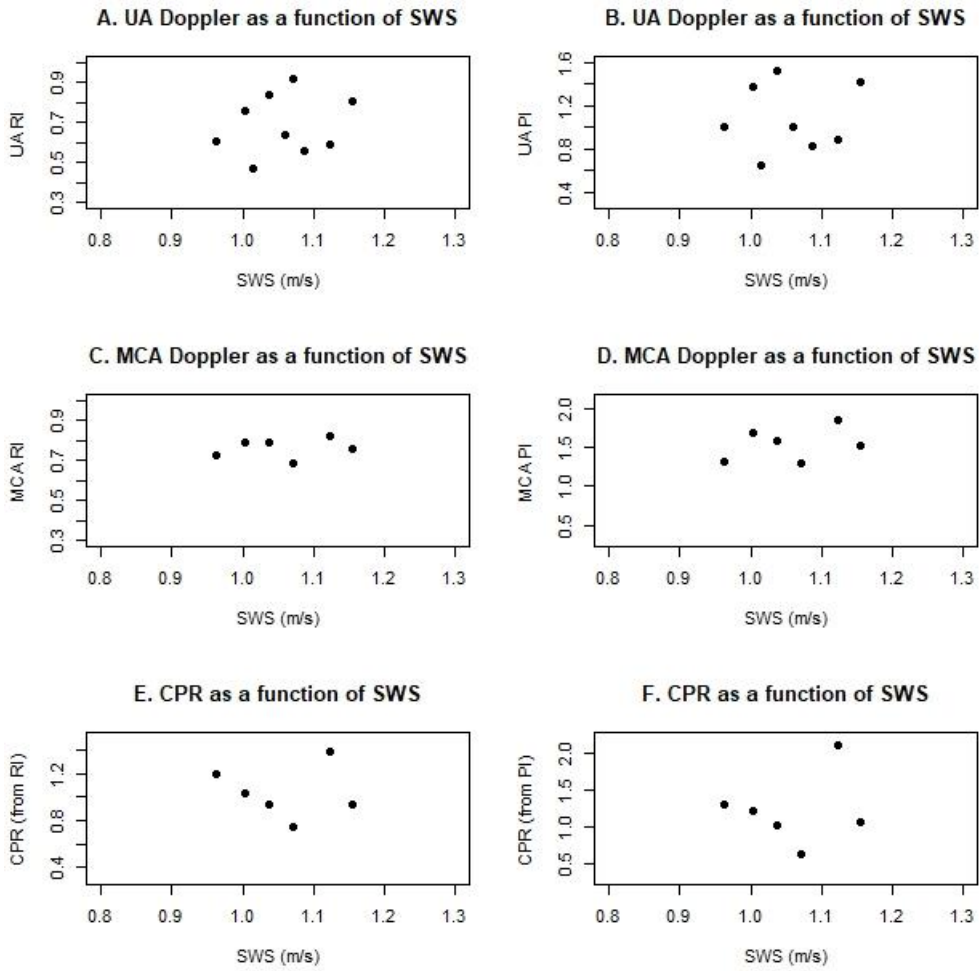 A. UA Doppler as a function of SWS
UA RI
0.3 0.5 0.7 0.9
0.8 0.9 1.0 1.1 1.2 1.3
SWS (m/s)
B. UA Doppler as a function of SWS
UA PI
0.4 0.8 1.2 1.6
0.8 0.9 1.0 1.1 1.2 1.3
SWS (m/s)
C. MCA Doppler as a function of SWS
MCA RI
0.3 0.5 0.7 0.9
0.8 0.9 1.0 1.1 1.2 1.3
SWS (m/s)
D. MCA Doppler as a function of SWS
MCA PI
0.5 1.0 1.5 2.0
0.8 0.9 1.0 1.1 1.2 1.3
SWS (m/s)
E. CPR as a function of SWS
CPR (from RI)
0.4 0.8 1.2
0.8 0.9 1.0 1.1 1.2 1.3
SWS (m/s)
F. CPR as a function of SWS
CPR (from PI)
0.5 1.0 1.5 2.0
0.8 0.9 1.0 1.1 1.2 1.3
SWS (m/s)